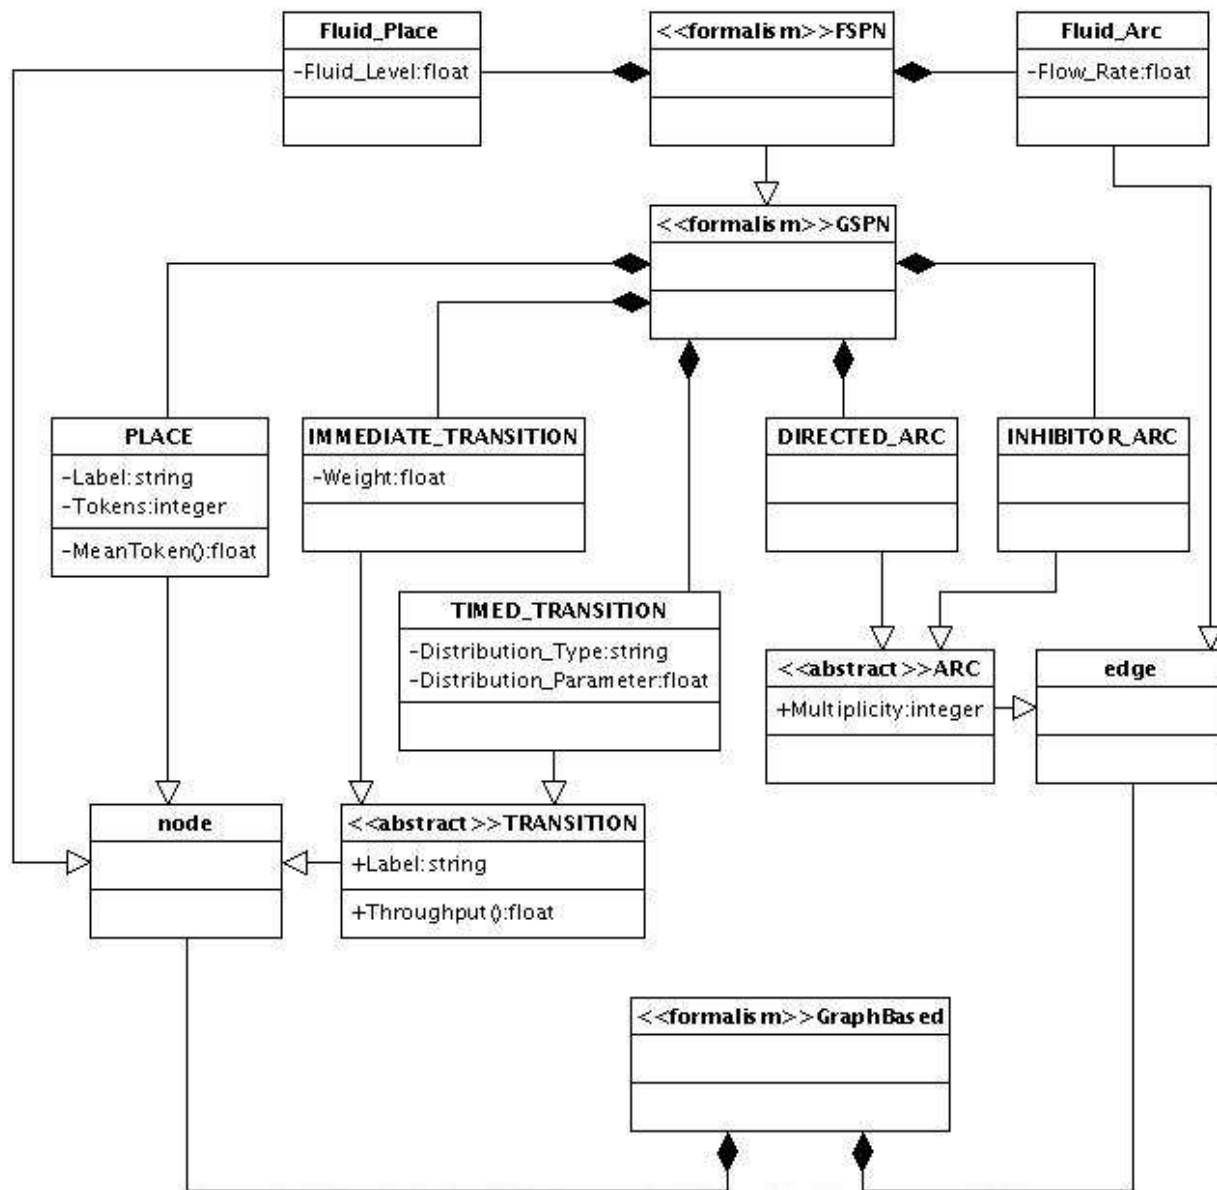 Fluid_Place
-Fluid_Level:float
<<formalism>>FSPN
Fluid_Arc
-Flow_Rate:float
<<formalism>>GSPN
PLACE
-Label:string
-Tokens:integer
-MeanToken():float
IMMEDIATE_TRANSITION
-Weight:float
DIRECTED_ARC
INHIBITOR_ARC
TIMED_TRANSITION
-Distribution_Type:string
-Distribution_Parameter:float
<<abstract>>ARC
+Multiplicity:integer
edge
node
<<abstract>>TRANSITION
+Label:string
+Throughput():float
<<formalism>>GraphBased